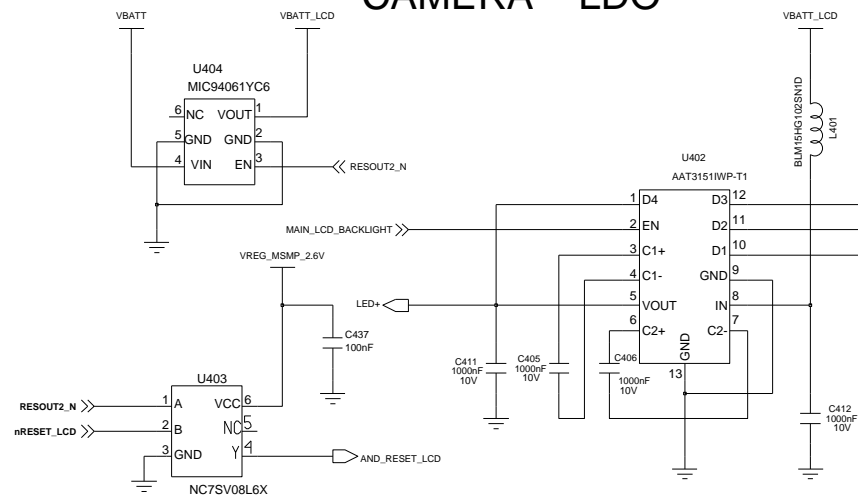 CAMERA LDO
VBATT
VBATT_LCD
VBATT_LCD
U404
MIC94061YC6
6 NC VOUT 1
5 GND GND 2
4 VIN EN 3
RESOUT2_N
BLM15HG102SN1D
L401
U402
AAT3151IWP-T1
1 D4 D3 12
2 EN D2 11
3 C1+ D1 10
4 C1- GND 9
5 VOUT IN 8
6 C2+ C2- 7
GND
13
MAIN_LCD_BACKLIGHT
LED+
VREG_MSMP_2.6V
C437
100nF
C411
1000nF
10V
C405
1000nF
10V
C406
1000nF
10V
C412
1000nF
10V
U403
RESOUT2_N 1 A VCC 6
nRESET_LCD 2 B NC 5
3 GND Y 4
AND_RESET_LCD
NC7SV08L6X